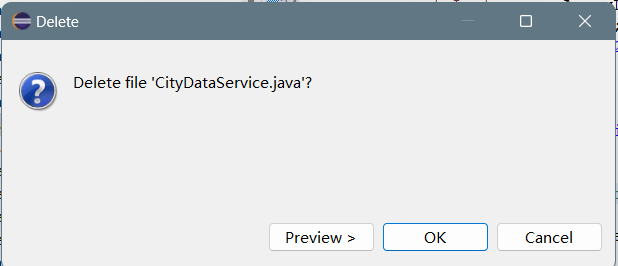 Delete
Delete file 'CityDataService.java'?
Preview >
OK
Cancel